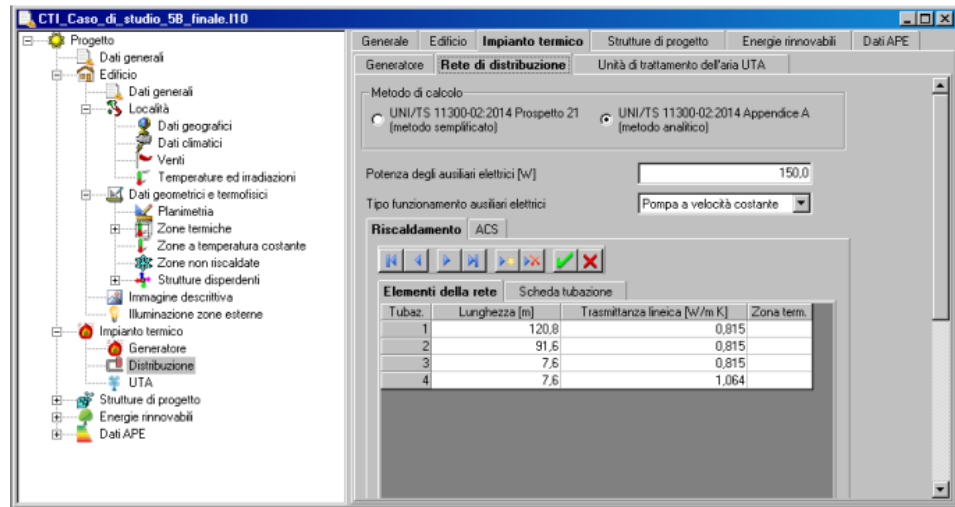 CTI_Caso_di_studio_5B_finale.I10
Progetto
Dati generali
Edificio
Dati generali
Località
Dati geografici
Dati climatici
Venti
Temperature ed irradiazioni
Dati geometrici e termofisici
Planimetria
Zone termiche
Zone a temperatura costante
Zone non riscaldate
Strutture disperdenti
Immagine descrittiva
Illuminazione zone esterne
Impianto termico
Generatore
Distribuzione
UTA
Strutture di progetto
Energie rinnovabili
Dati APE
Generale Edificio Impianto termico Strutture di progetto Energie rinnovabili Dati APE
Generatore Rete di distribuzione Unità di trattamento dell'aria UTA
Metodo di calcolo
UNI/TS 11300-02:2014 Prospetto 21 UNI/TS 11300-02:2014 Appendice A
(metodo semplificato) (metodo analitico)
Potenza degli ausiliari elettrici [W] 150,0
Tipo funzionamento ausiliari elettrici Pompa a velocità costante
Riscaldamento ACS
Elementi della rete Scheda tubazione
Tubaz. Lunghezza [m] Trasmittanza lineica [W/m K] Zona term.
1 120,8 0,815
2 91,6 0,815
3 7,6 0,815
4 7,6 1,064